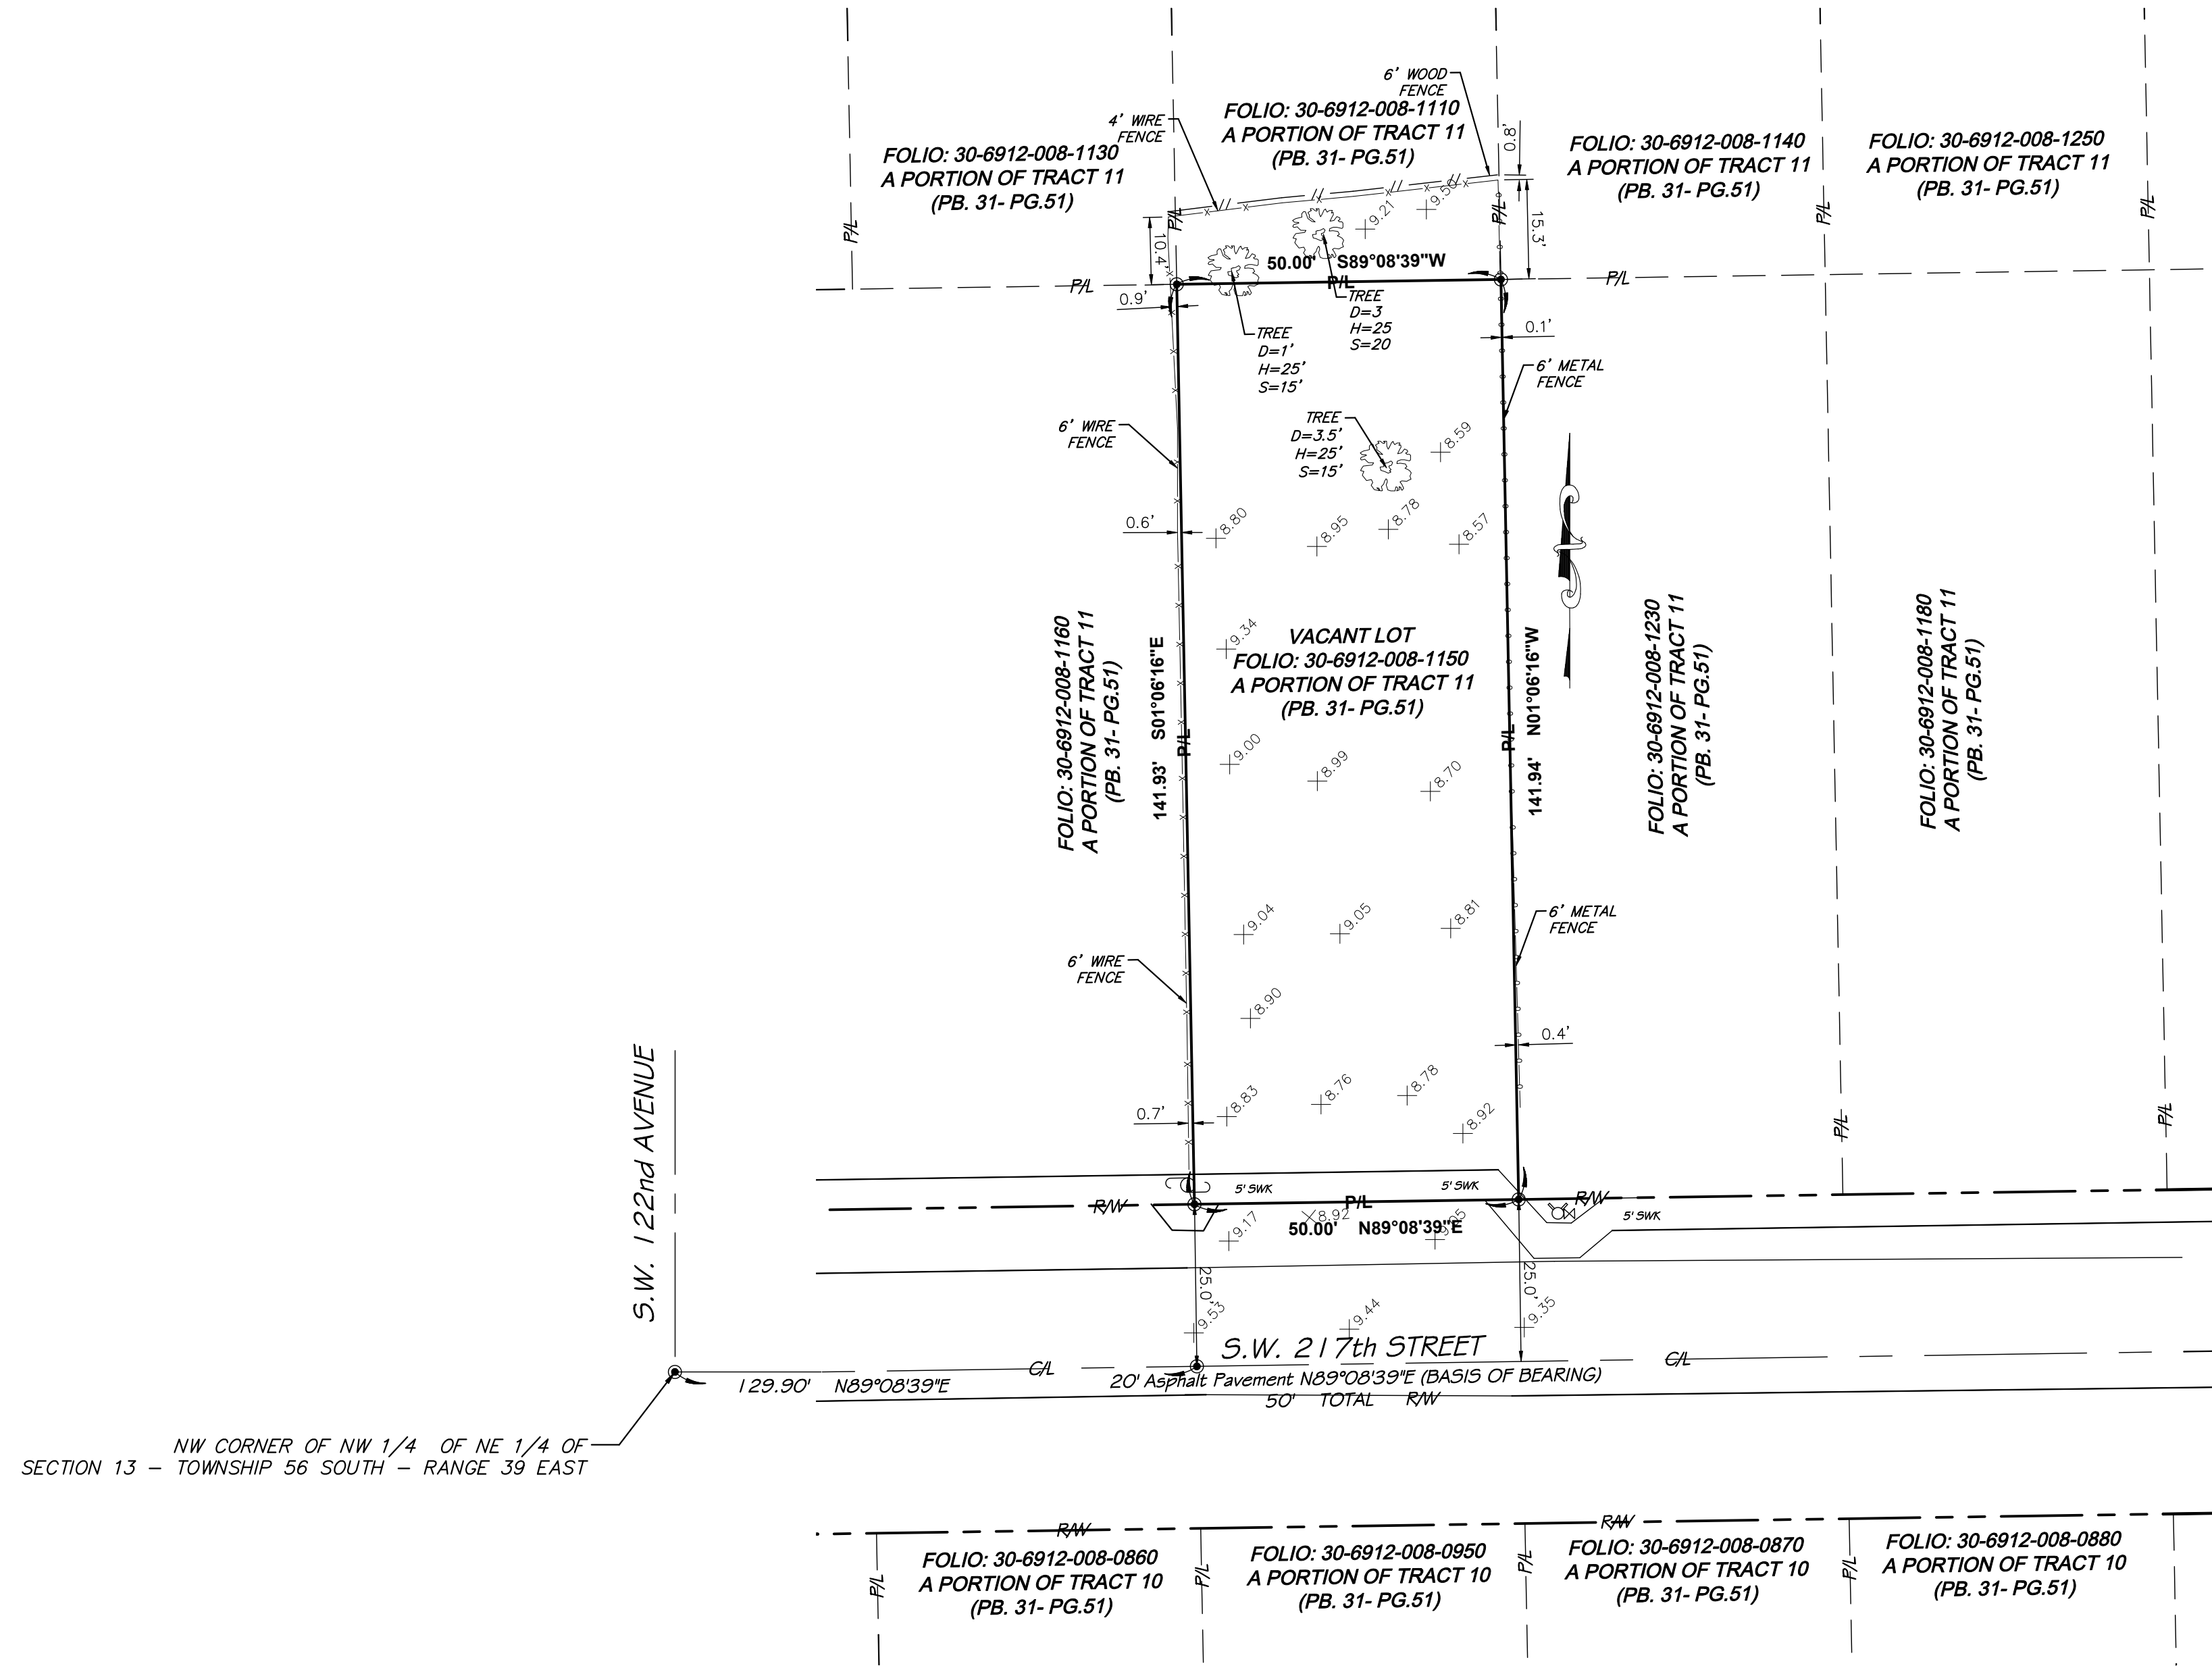 6' WOOD
FENCE
4' WIRE
FENCE
FOLIO: 30-6912-008-1110
A PORTION OF TRACT 11
(PB. 31- PG.51)
0.8'
FOLIO: 30-6912-008-1130
A PORTION OF TRACT 11
(PB. 31- PG.51)
FOLIO: 30-6912-008-1140
A PORTION OF TRACT 11
(PB. 31- PG.51)
FOLIO: 30-6912-008-1250
A PORTION OF TRACT 11
(PB. 31- PG.51)
P/L
P/L
P/L
P/L
P/L
9.50
9.21
10.4'
15.3'
50.00' S89°08'39"W
P/L
P/L
P/L
0.9'
TREE
D=3
H=25
S=20
TREE
D=1'
H=25'
S=15'
0.1'
6' METAL
FENCE
6' WIRE
FENCE
TREE
D=3.5'
H=25'
S=15'
8.59
0.6'
8.80
8.95
8.78
8.57
FOLIO: 30-6912-008-1160
A PORTION OF TRACT 11
(PB. 31- PG.51)
141.93' S01°06'16"E
P/L
9.34
VACANT LOT
FOLIO: 30-6912-008-1150
A PORTION OF TRACT 11
(PB. 31- PG.51)
P/L
141.94' N01°06'16"W
FOLIO: 30-6912-008-1230
A PORTION OF TRACT 11
(PB. 31- PG.51)
FOLIO: 30-6912-008-1180
A PORTION OF TRACT 11
(PB. 31- PG.51)
9.00
8.99
8.70
9.04
9.05
8.81
6' METAL
FENCE
6' WIRE
FENCE
8.90
0.4'
8.83
8.76
8.78
8.92
0.7'
P/L
P/L
S.W. 122nd AVENUE
5' SWK
5' SWK
R/W
P/L
R/W
5' SWK
9.17
8.92
9.05
50.00' N89°08'39"E
25.0'
25.0'
9.53
9.44
9.35
S.W. 217th STREET
C/L
C/L
129.90' N89°08'39"E
20' Asphalt Pavement N89°08'39"E (BASIS OF BEARING)
50' TOTAL R/W
NW CORNER OF NW 1/4 OF NE 1/4 OF
SECTION 13 – TOWNSHIP 56 SOUTH – RANGE 39 EAST
R/W
R/W
P/L
FOLIO: 30-6912-008-0860
A PORTION OF TRACT 10
(PB. 31- PG.51)
P/L
FOLIO: 30-6912-008-0950
A PORTION OF TRACT 10
(PB. 31- PG.51)
P/L
FOLIO: 30-6912-008-0870
A PORTION OF TRACT 10
(PB. 31- PG.51)
P/L
FOLIO: 30-6912-008-0880
A PORTION OF TRACT 10
(PB. 31- PG.51)